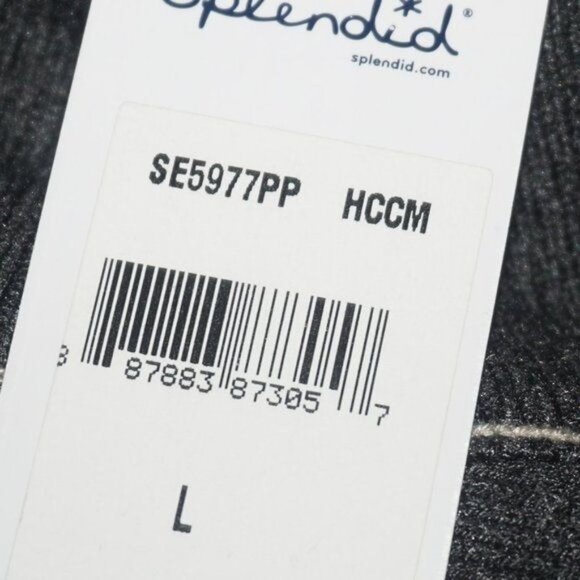 Splendid®
splendid.com
SE5977PP HCCM
8 87883 87305 7
L